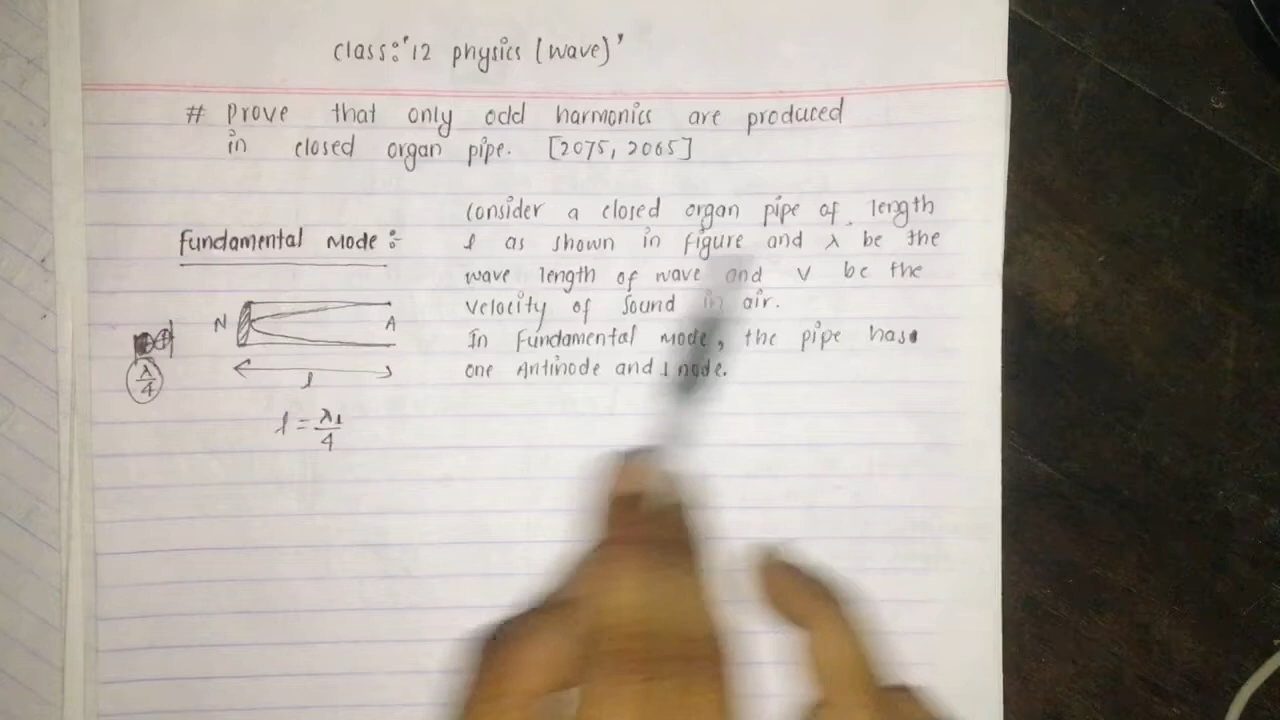 class:'12 physics (wave)'
# Prove that only odd harmonics are produced
in closed organ pipe. [2075, 2065]
Fundamental Mode:-
Consider a closed organ pipe of length
l as shown in figure and λ be the
wave length of wave and v be the
velocity of sound in air.
In Fundamental mode, the pipe has
one Antinode and 1 node.
N A
λ/4
l
l = λ1/4